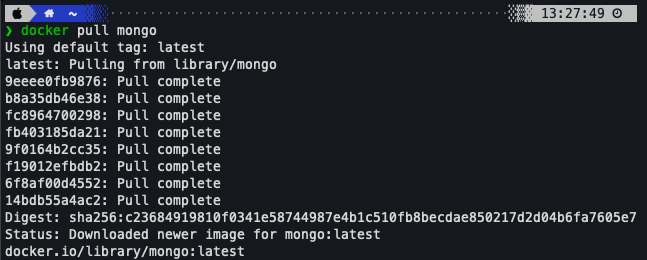 ~ 13:27:49
❯ docker pull mongo
Using default tag: latest
latest: Pulling from library/mongo
9eeee0fb9876: Pull complete
b8a35db46e38: Pull complete
fc8964700298: Pull complete
fb403185da21: Pull complete
9f0164b2cc35: Pull complete
f19012efbdb2: Pull complete
6f8af00d4552: Pull complete
14bdb55a4ac2: Pull complete
Digest: sha256:c23684919810f0341e58744987e4b1c510fb8becdae850217d2d04b6fa7605e7
Status: Downloaded newer image for mongo:latest
docker.io/library/mongo:latest